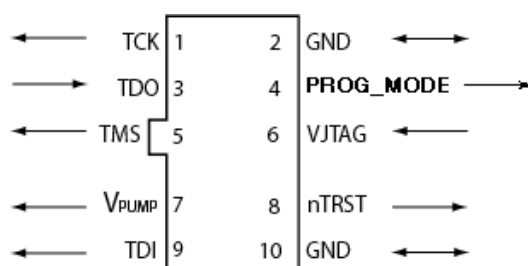 TCK 1 2 GND
TDO 3 4 PROG_MODE
TMS 5 6 VJTAG
VPUMP 7 8 nTRST
TDI 9 10 GND